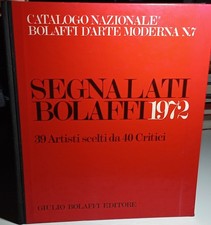 CATALOGO NAZIONALE
BOLAFFI D'ARTE MODERNA N.7
SEGNALATI
BOLAFFI 1972
39 Artisti scelti da 40 Critici
GIULIO BOLAFFI EDITORE